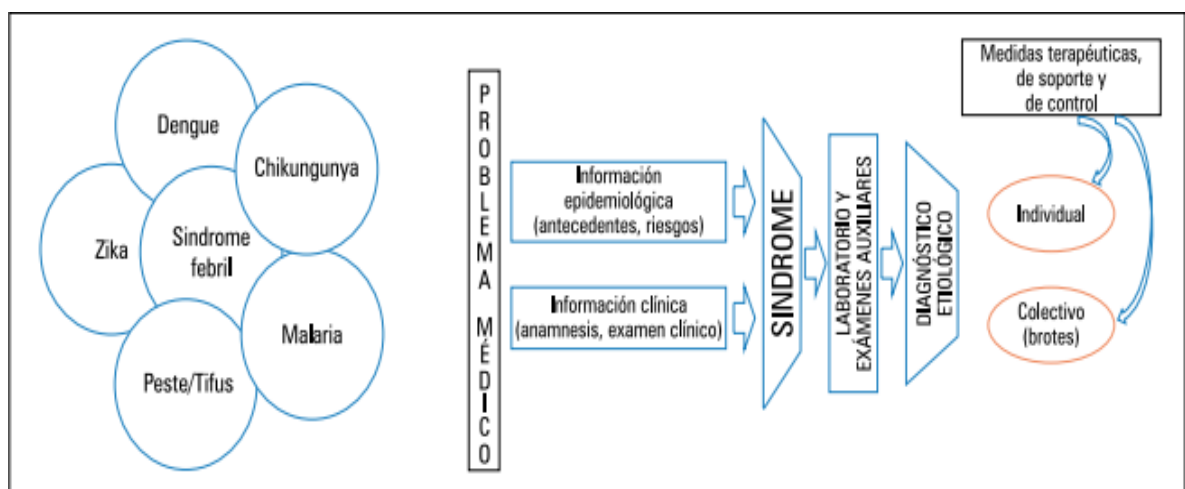 Dengue
Chikungunya
Zika
Sindrome
febril
Malaria
Peste/Tifus
PROBLEMA MÉDICO
Información
epidemiológica
(antecedentes, riesgos)
Información clínica
(anamnesis, examen clínico)
SINDROME
LABORATORIO Y
EXÁMENES AUXILIARES
DIAGNÓSTICO
ETIOLÓGICO
Medidas terapéuticas,
de soporte y
de control
Individual
Colectivo
(brotes)